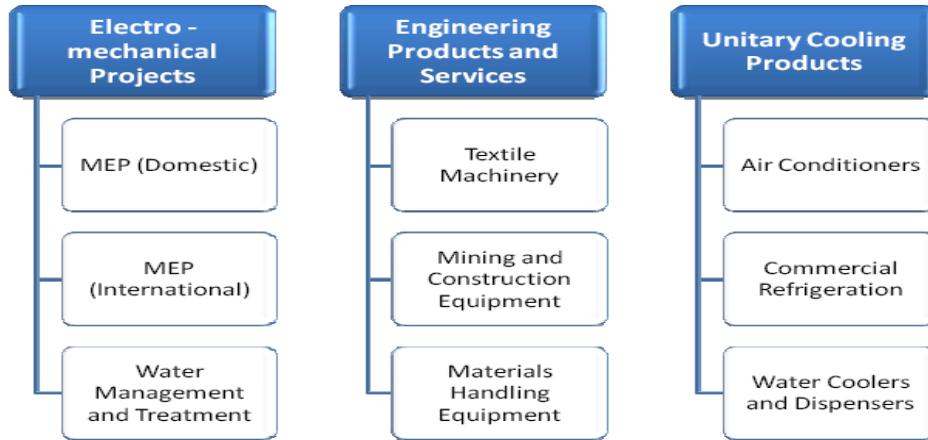 Electro -
mechanical
Projects
MEP (Domestic)
MEP
(International)
Water
Management
and Treatment
Engineering
Products and
Services
Textile
Machinery
Mining and
Construction
Equipment
Materials
Handling
Equipment
Unitary Cooling
Products
Air Conditioners
Commercial
Refrigeration
Water Coolers
and Dispensers